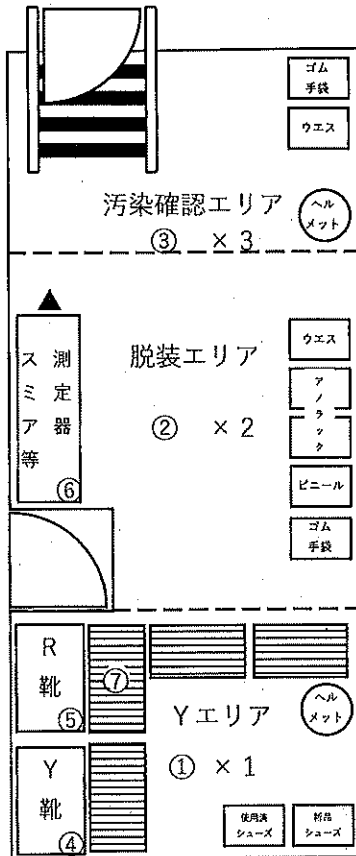 ゴム
手袋
ウエス
汚染確認エリア
ヘル
メット
③ × 3
脱装エリア
ウエス
測定器
スミア等
⑥
アノラック
② × 2
ビニール
ゴム
手袋
R
靴
⑤
⑦
Yエリア
ヘル
メット
① × 1
Y
靴
④
使用済
シューズ
新品
シューズ